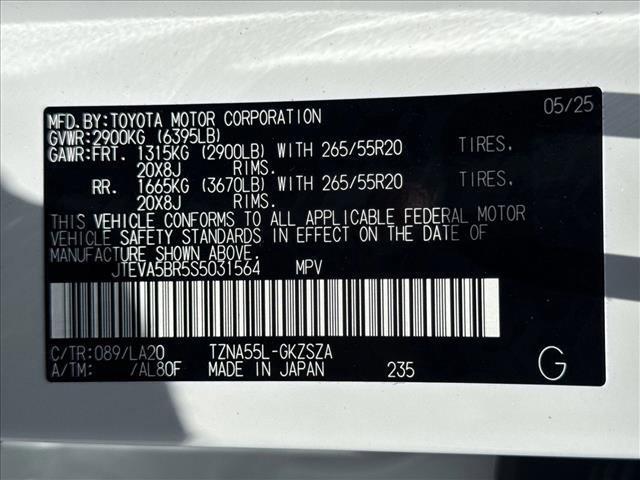 MFD.BY:TOYOTA MOTOR CORPORATION 05/25
GVWR:2900KG (6395LB)
GAWR:FRT. 1315KG (2900LB) WITH 265/55R20 TIRES.
20X8J RIMS.
RR. 1665KG (3670LB) WITH 265/55R20 TIRES.
20X8J RIMS.
THIS VEHICLE CONFORMS TO ALL APPLICABLE FEDERAL MOTOR
VEHICLE SAFETY STANDARDS IN EFFECT ON THE DATE OF
MANUFACTURE SHOWN ABOVE.
JTEVA5BR5S5031564 MPV
C/TR:089/LA20 TZNA55L-GKZSZA
A/TM: /AL80F MADE IN JAPAN 235 G